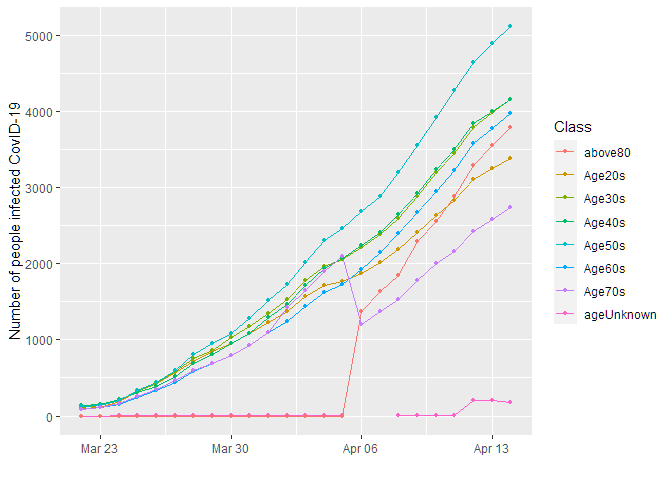 Number of people infected CovID-19
5000
4000
3000
2000
1000
0
Mar 23
Mar 30
Apr 06
Apr 13
Class
above80
Age20s
Age30s
Age40s
Age50s
Age60s
Age70s
ageUnknown